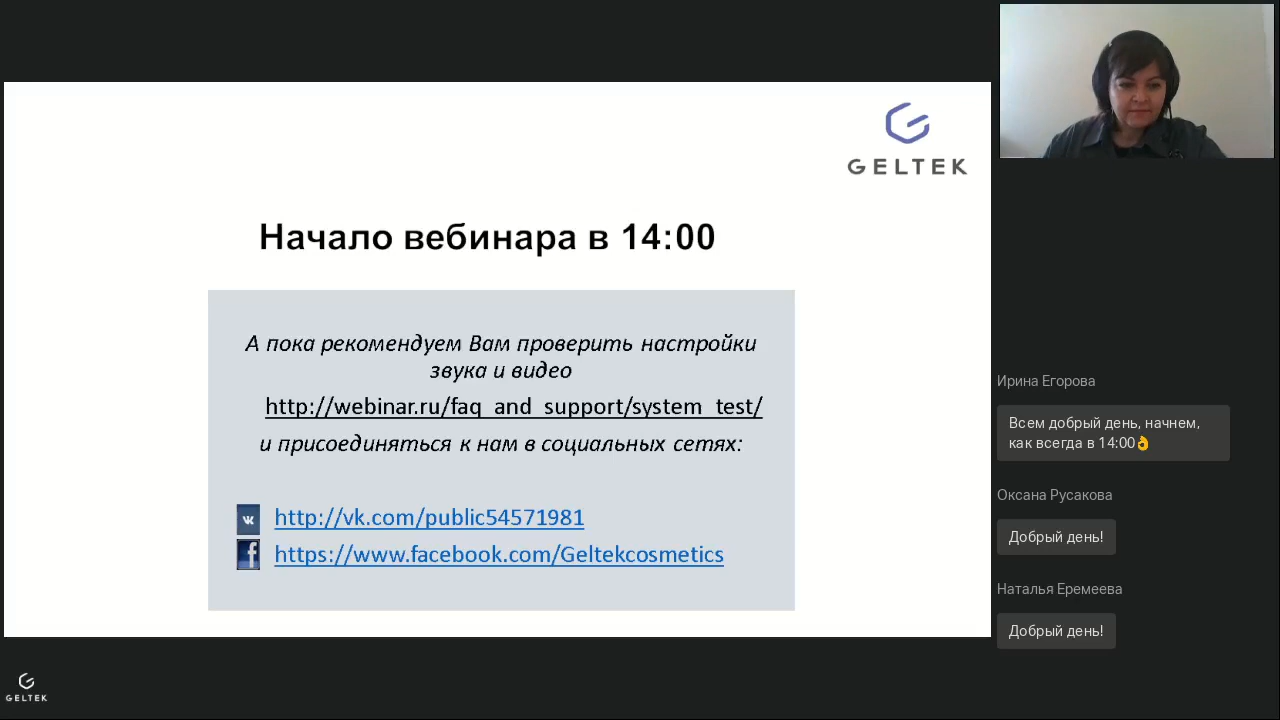 GELTEK
Начало вебинара в 14:00
А пока рекомендуем Вам проверить настройки
звука и видео
http://webinar.ru/faq_and_support/system_test/
и присоединяться к нам в социальных сетях:
http://vk.com/public54571981
https://www.facebook.com/Geltekcosmetics
Ирина Егорова
Всем добрый день, начнем,
как всегда в 14:00👌
Оксана Русакова
Добрый день!
Наталья Еремеева
Добрый день!
GELTEK